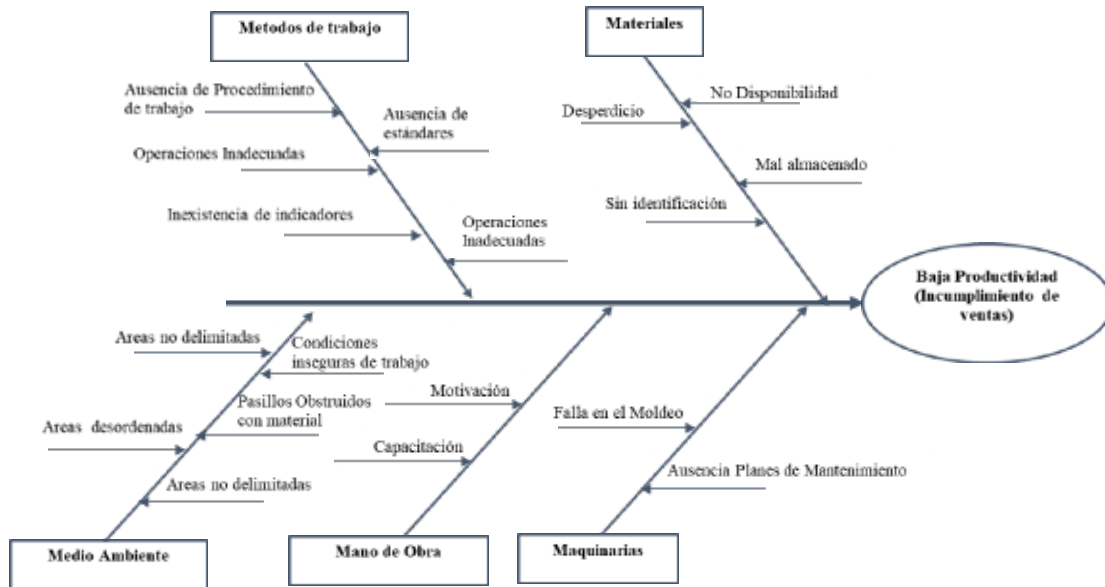 Metodos de trabajo
Materiales
Ausencia de Procedimiento
de trabajo
Ausencia de
estándares
Operaciones Inadecuadas
Inexistencia de indicadores
Operaciones
Inadecuadas
No Disponibilidad
Desperdicio
Mal almacenado
Sin identificación
Baja Productividad
(Incumplimiento de
ventas)
Areas no delimitadas
Condiciones
inseguras de trabajo
Pasillos Obstruidos
con material
Areas desordenadas
Areas no delimitadas
Motivación
Capacitación
Falla en el Moldeo
Ausencia Planes de Mantenimiento
Medio Ambiente
Mano de Obra
Maquinarias